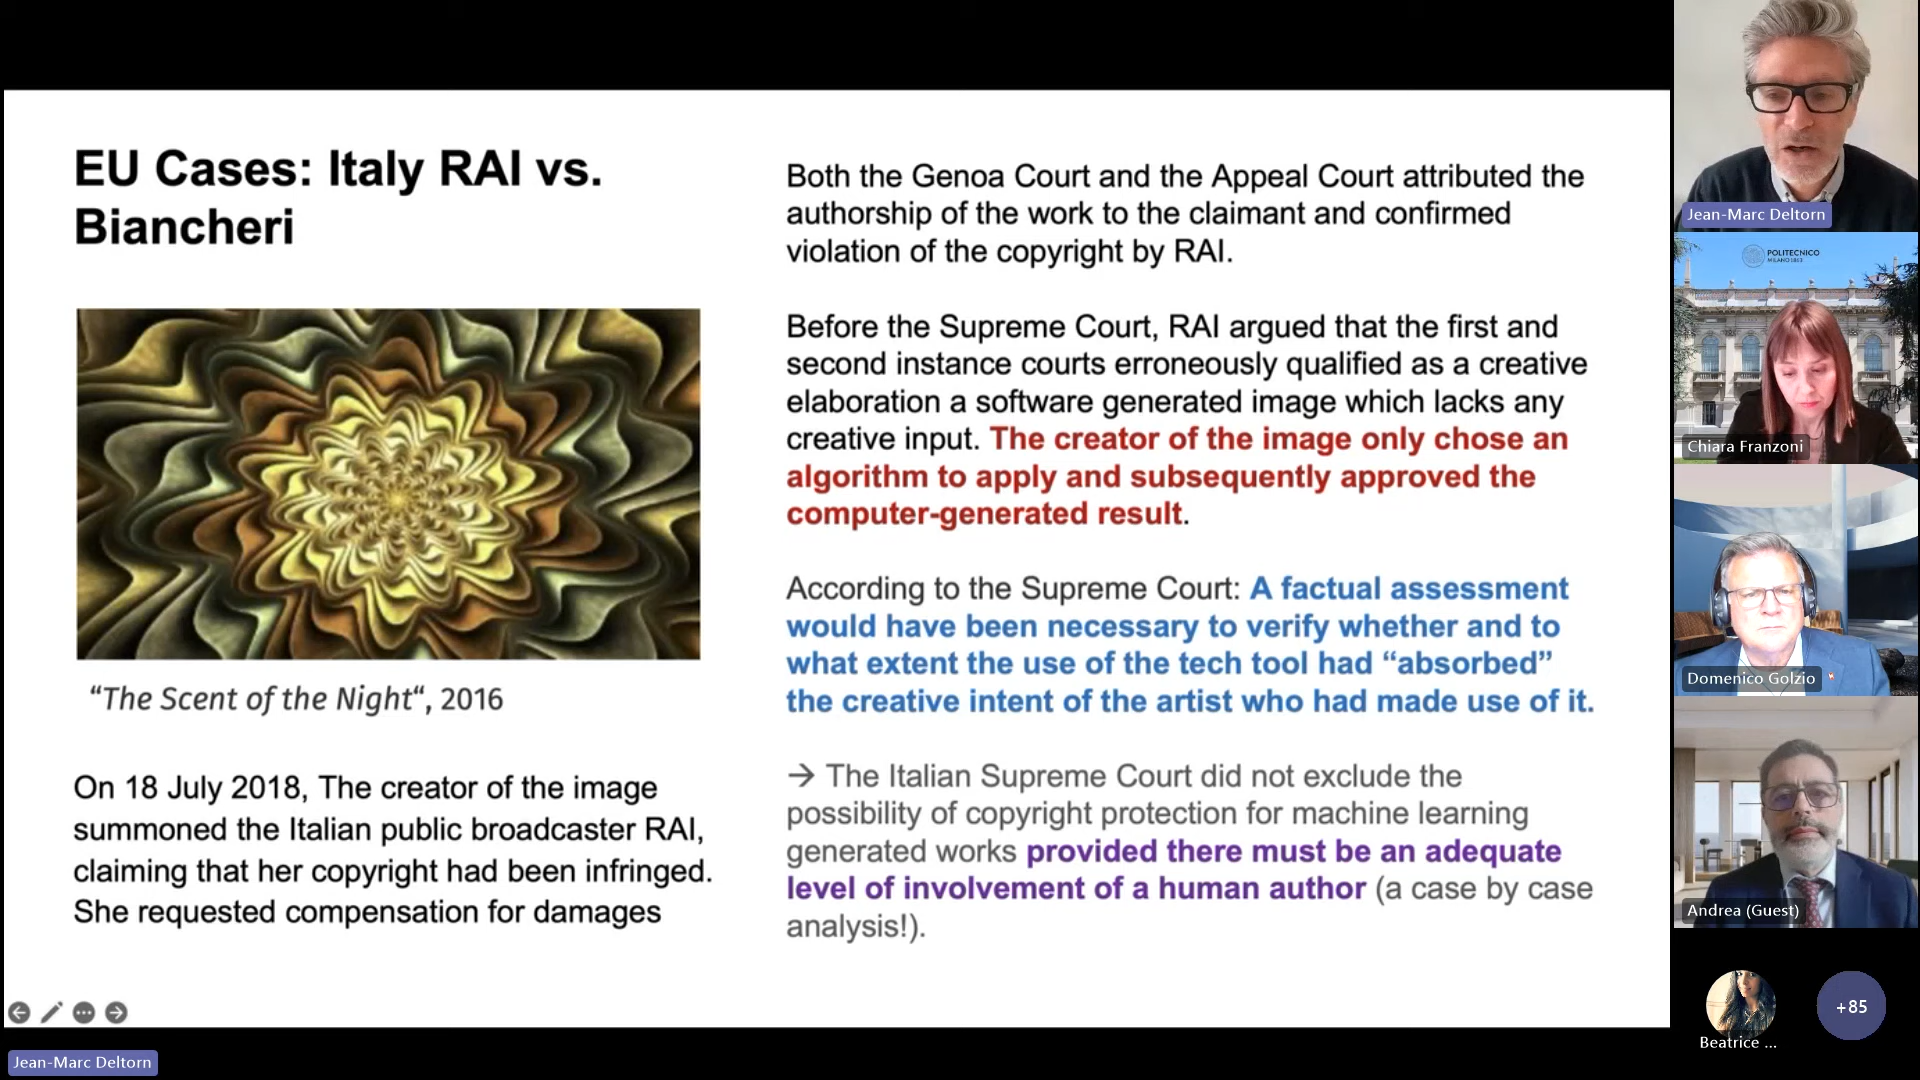 EU Cases: Italy RAI vs.
Biancheri
“The Scent of the Night“, 2016
On 18 July 2018, The creator of the image
summoned the Italian public broadcaster RAI,
claiming that her copyright had been infringed.
She requested compensation for damages
Both the Genoa Court and the Appeal Court attributed the
authorship of the work to the claimant and confirmed
violation of the copyright by RAI.
Before the Supreme Court, RAI argued that the first and
second instance courts erroneously qualified as a creative
elaboration a software generated image which lacks any
creative input. The creator of the image only chose an
algorithm to apply and subsequently approved the
computer-generated result.
According to the Supreme Court: A factual assessment
would have been necessary to verify whether and to
what extent the use of the tech tool had “absorbed”
the creative intent of the artist who had made use of it.
→ The Italian Supreme Court did not exclude the
possibility of copyright protection for machine learning
generated works provided there must be an adequate
level of involvement of a human author (a case by case
analysis!).
Jean-Marc Deltorn
Jean-Marc Deltorn
POLITECNICO
MILANO 1863
Chiara Franzoni
Domenico Golzio
Andrea (Guest)
Beatrice ...
+85